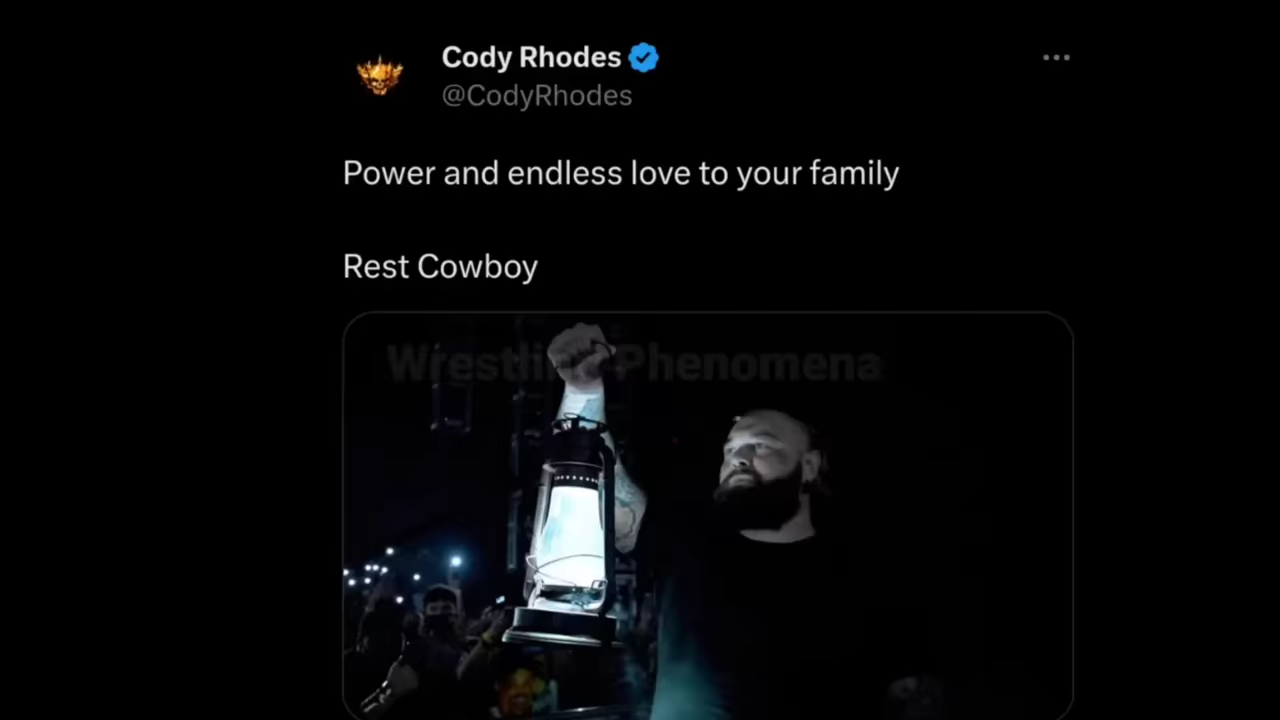 Cody Rhodes
@CodyRhodes
Power and endless love to your family
Rest Cowboy
Wrestling Phenomena